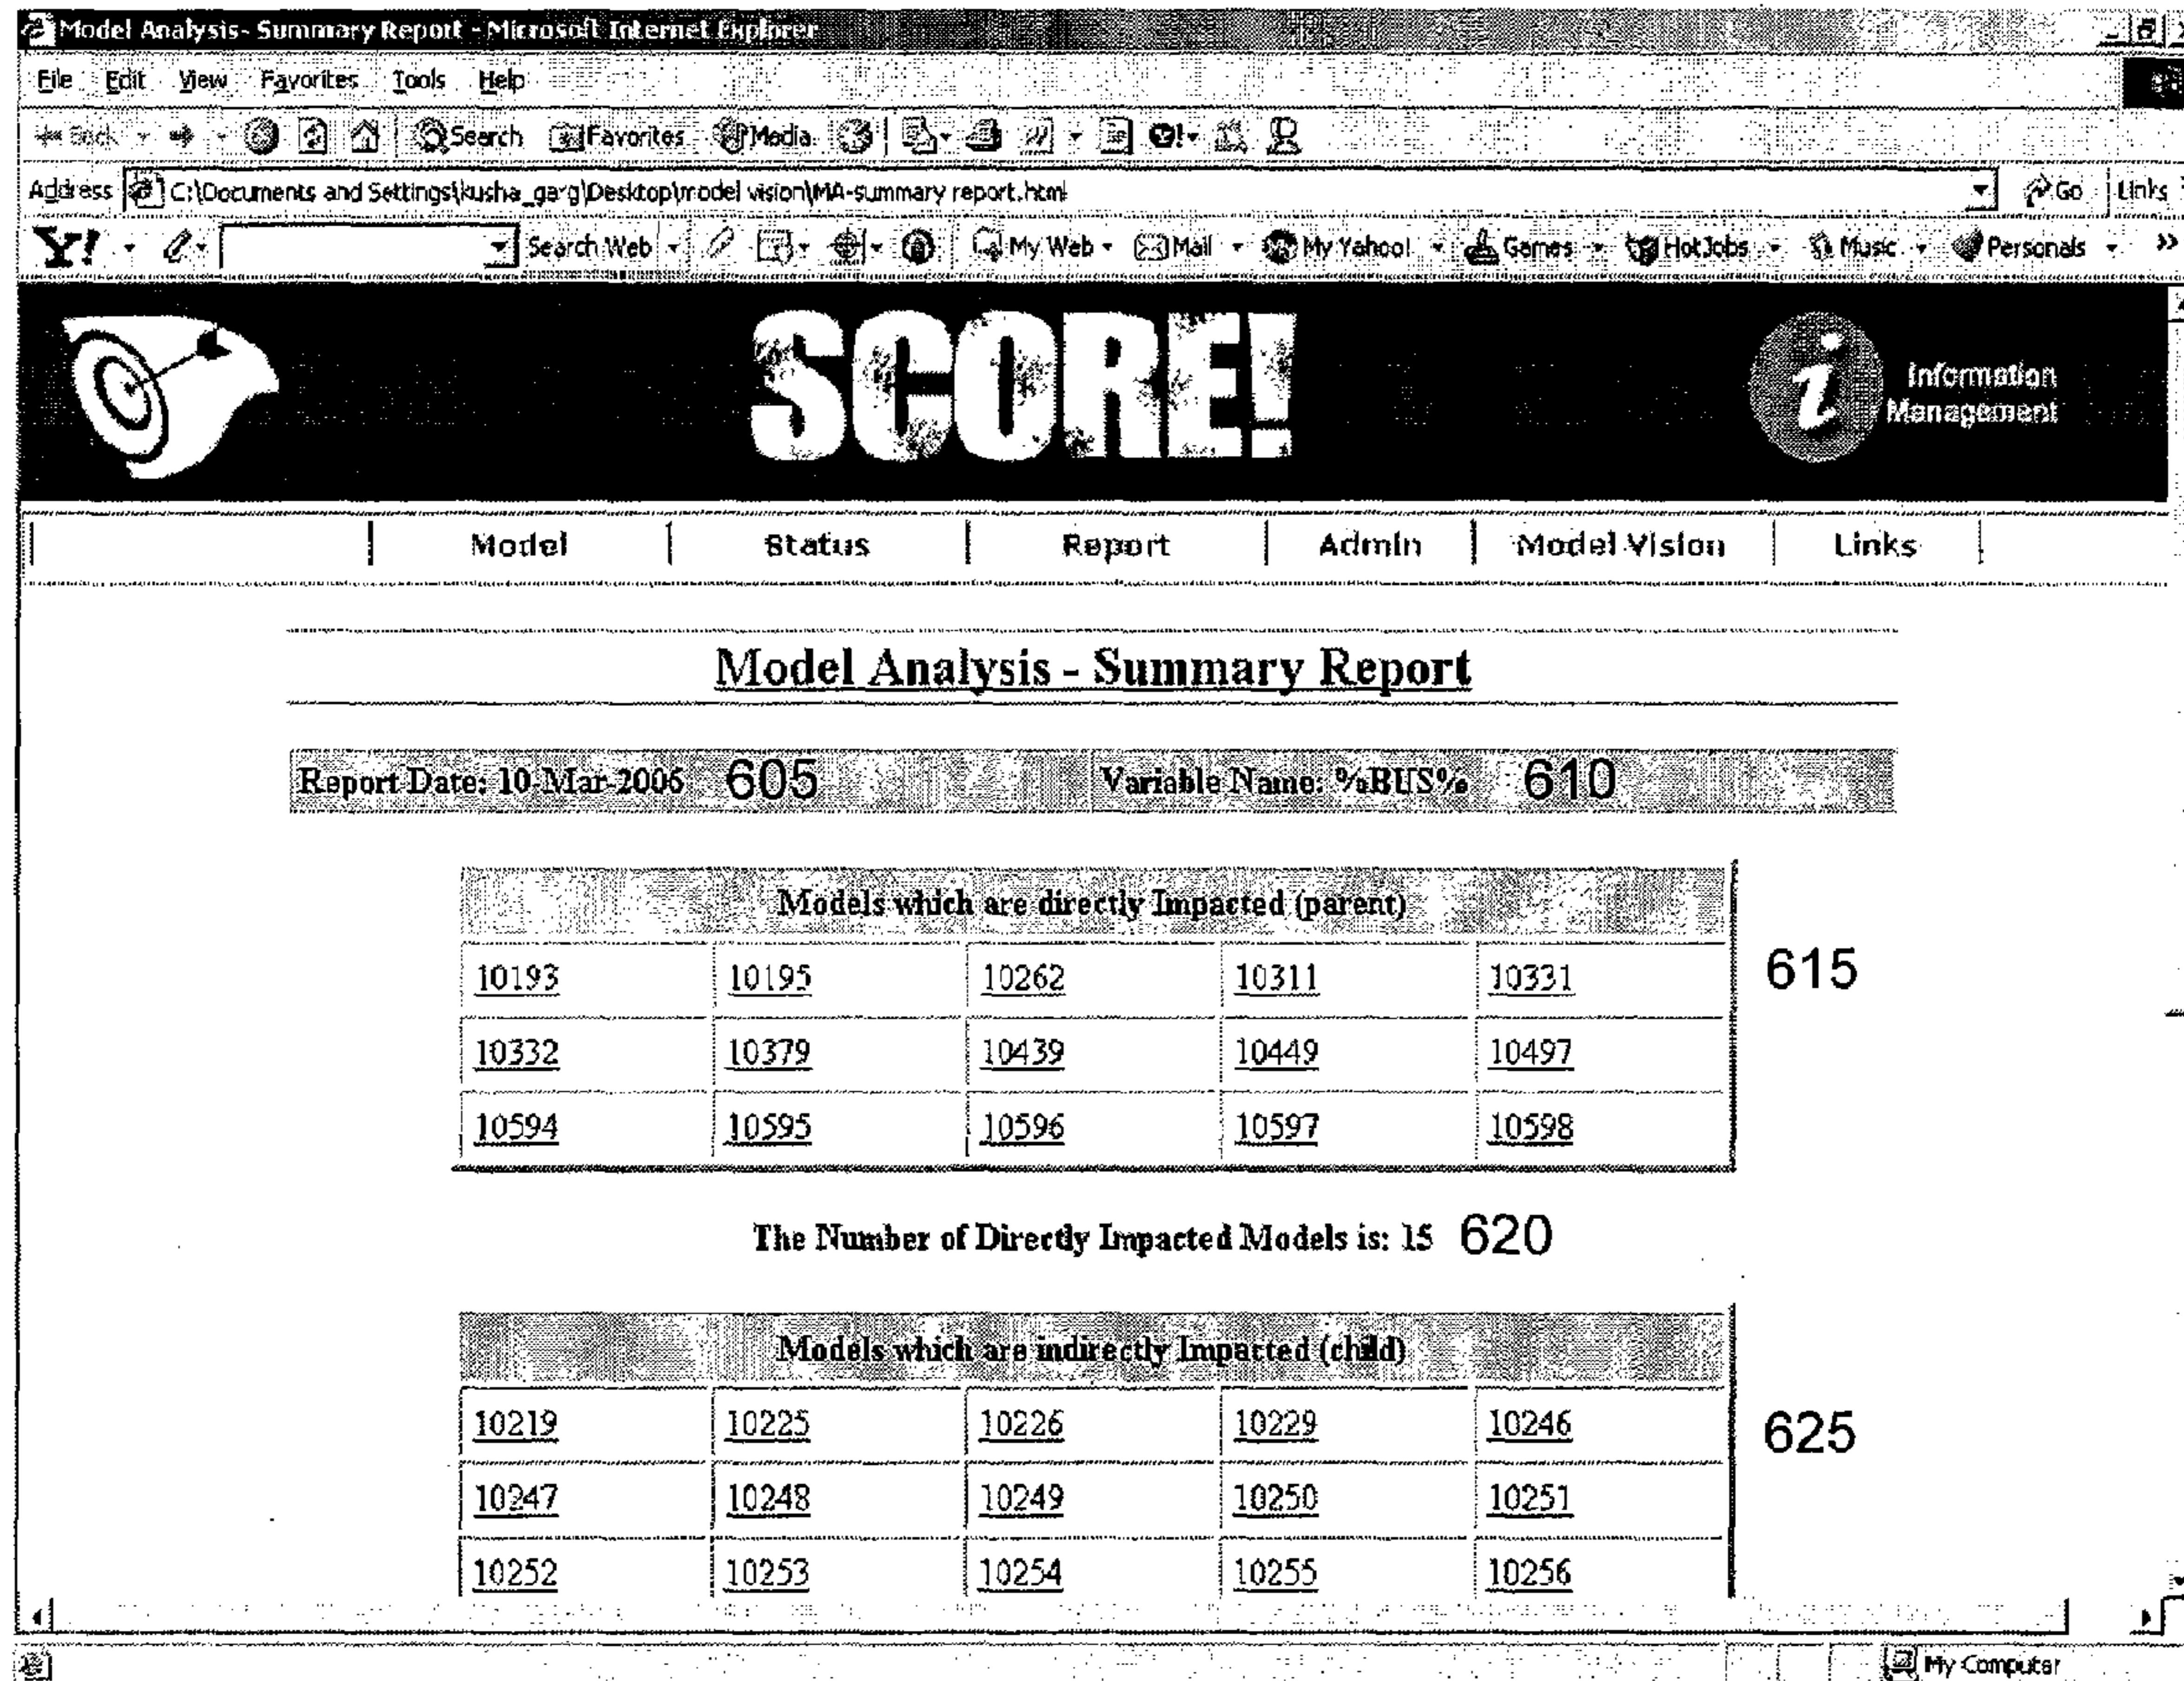 Model Analysis- Summary Report - Microsoft Internet Explorer
File Edit View Favorites Tools Help
Back Search Favorites Media
Address C:\Documents and Settings\kusha_garg\Desktop\model vision\MA-summary report.html Go Links
Y! Search Web My Web Mail My Yahoo! Games HotJobs Music Personals »
SCORE!
i Information
Management
Model Status Report Admin Model Vision Links
Model Analysis - Summary Report
Report Date: 10-Mar-2006 605 Variable Name: %BUS% 610
Models which are directly Impacted (parent)
10193 10195 10262 10311 10331 615
10332 10379 10439 10449 10497
10594 10595 10596 10597 10598
The Number of Directly Impacted Models is: 15 620
Models which are indirectly Impacted (child)
10219 10225 10226 10229 10246 625
10247 10248 10249 10250 10251
10252 10253 10254 10255 10256
My Computer